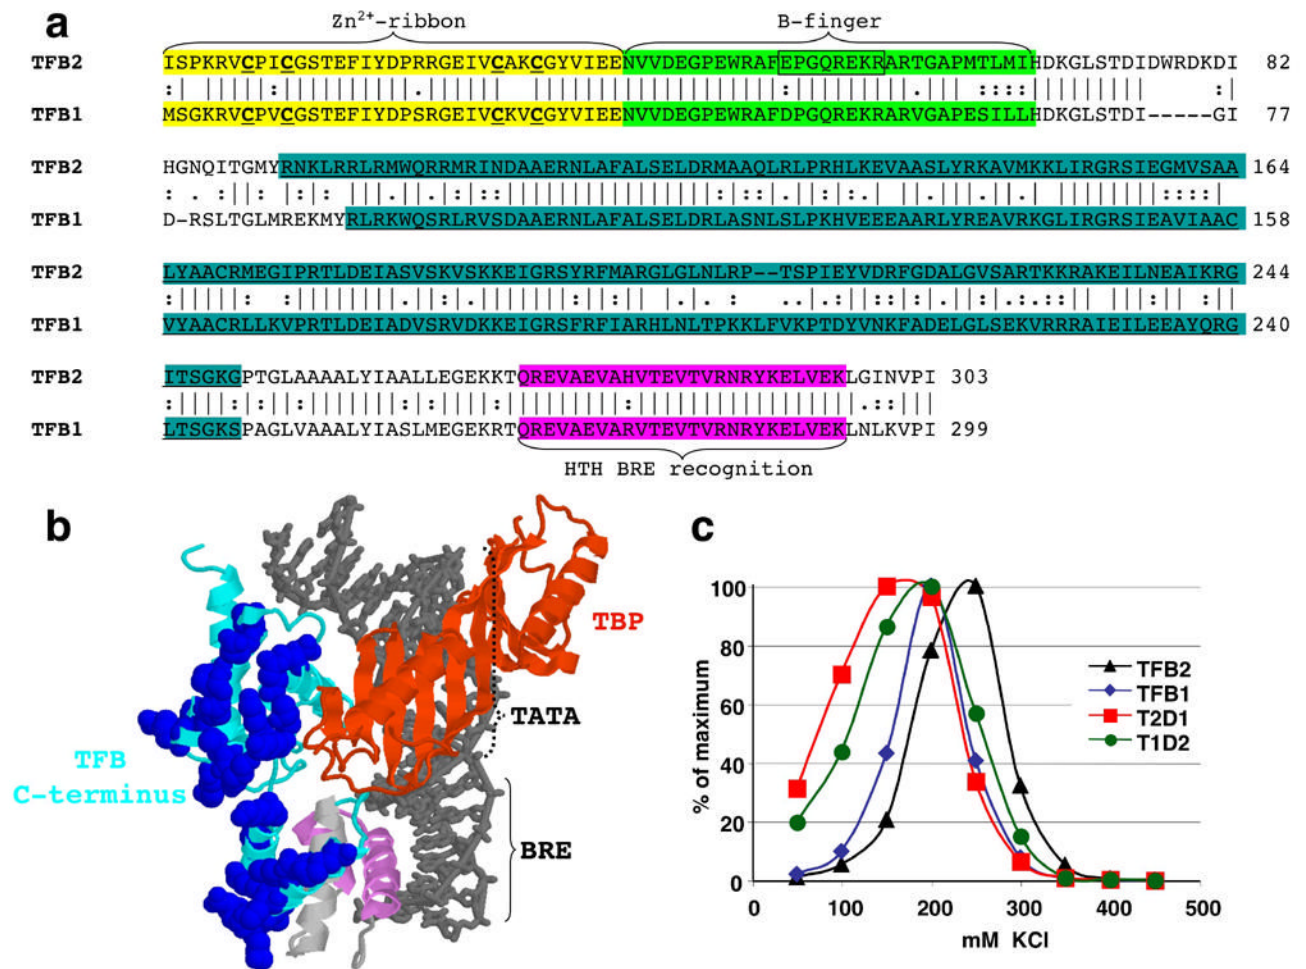 a
Zn2+-ribbon B-finger
TFB2 ISPKRVCPICGSTEFIYDPRRGEIVCAKCGYVIEENVVDEGPEWRAFEPGQREKRARTGAPMTLMIHDKGLSTDIDWRDKDI 82
TFB1 MSGKRVCPVCGSTEFIYDPSRGEIVCKVCGYVIEENVVDEGPEWRAFDPGQREKRARVGAPESILLHDKGLSTDI-----GI 77
TFB2 HGNQITGMYRNKLRRLRMWQRRMRINDAAERNLAFALSELDRMAAQLRLPRHLKEVAASLYRKAVMKKLIRGRSIEGMVSAA 164
TFB1 D-RSLTGLMREKMYRLRKWQSRLRVSDAAERNLAFALSELDRLASNLSLPKHVEEEAARLYREAVRKGLIRGRSIEAVIAAC 158
TFB2 LYAACRMEGIPRTLDEIASVSKVSKKEIGRSYRFMARGLGLNLRP--TSPIEYVDRFGDALGVSARTKKRAKEILNEAIKRG 244
TFB1 VYAACRLLKVPRTLDEIADVSRVDKKEIGRSFRFIARHLNLTPKKLFVKPTDYVNKFADELGLSEKVRRRAIEILEEAYQRG 240
TFB2 ITSGKGPTGLAAAALYIAALLEGEKKTQREVAEVAHVTEVTVRNRYKELVEKLGINVPI 303
TFB1 LTSGKSPAGLVAAALYIASLMEGEKRTQREVAEVARVTEVTVRNRYKELVEKLNLKVPI 299
HTH BRE recognition
b
TBP
TATA
TFB
C-terminus
BRE
c
% of maximum
100
80
60
40
20
0
0 100 200 300 400 500
mM KCl
TFB2
TFB1
T2D1
T1D2